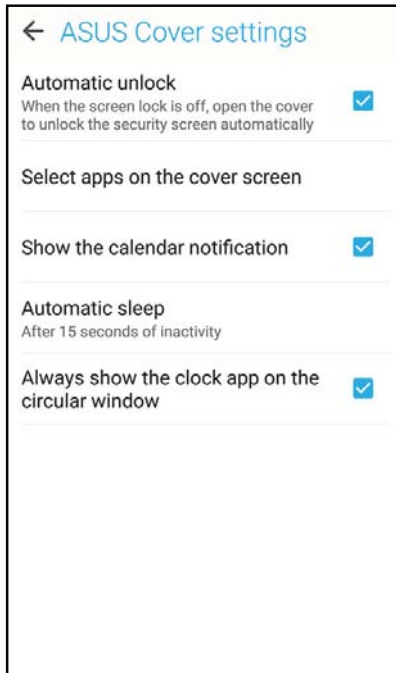 ASUS Cover settings
Automatic unlock
When the screen lock is off, open the cover
to unlock the security screen automatically
Select apps on the cover screen
Show the calendar notification
Automatic sleep
After 15 seconds of inactivity
Always show the clock app on the
circular window